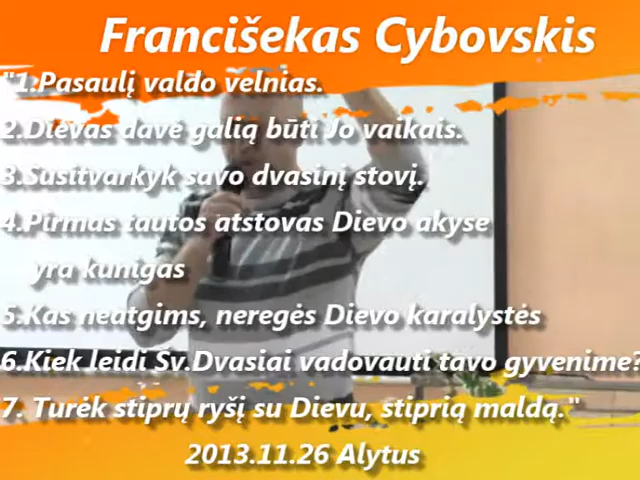 Francišekas Cybovskis
"1.Pasaulį valdo velnias.
2.Dievas davė galią būti Jo vaikais.
3.Susitvarkyk savo dvasinį stovį.
4.Pirmas tautos atstovas Dievo akyse
yra kunigas
5.Kas neatgims, neregės Dievo karalystės
6.Kiek leidi Šv.Dvasiai vadovauti tavo gyvenime?
7. Turėk stiprų ryšį su Dievu, stiprią maldą."
2013.11.26 Alytus